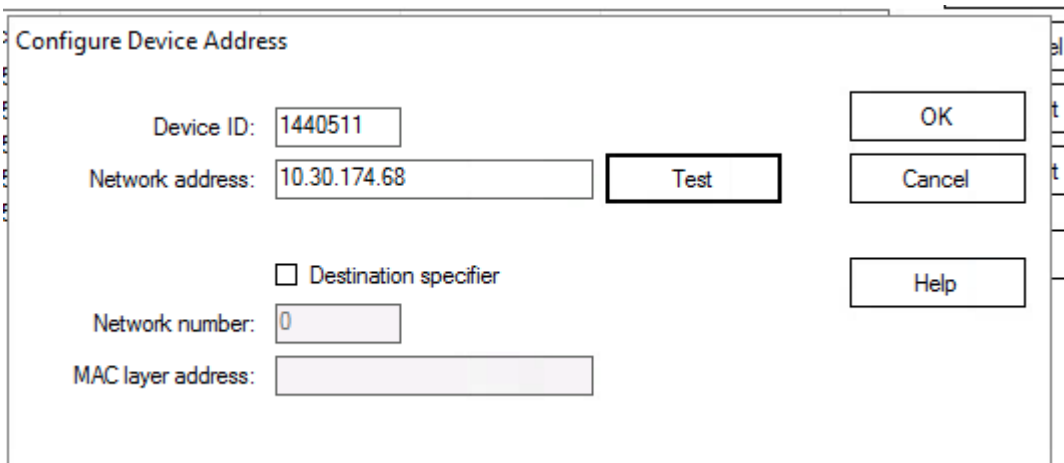 Configure Device Address
Device ID: 1440511
OK
Network address: 10.30.174.68 Test Cancel
Destination specifier
Help
Network number: 0
MAC layer address: